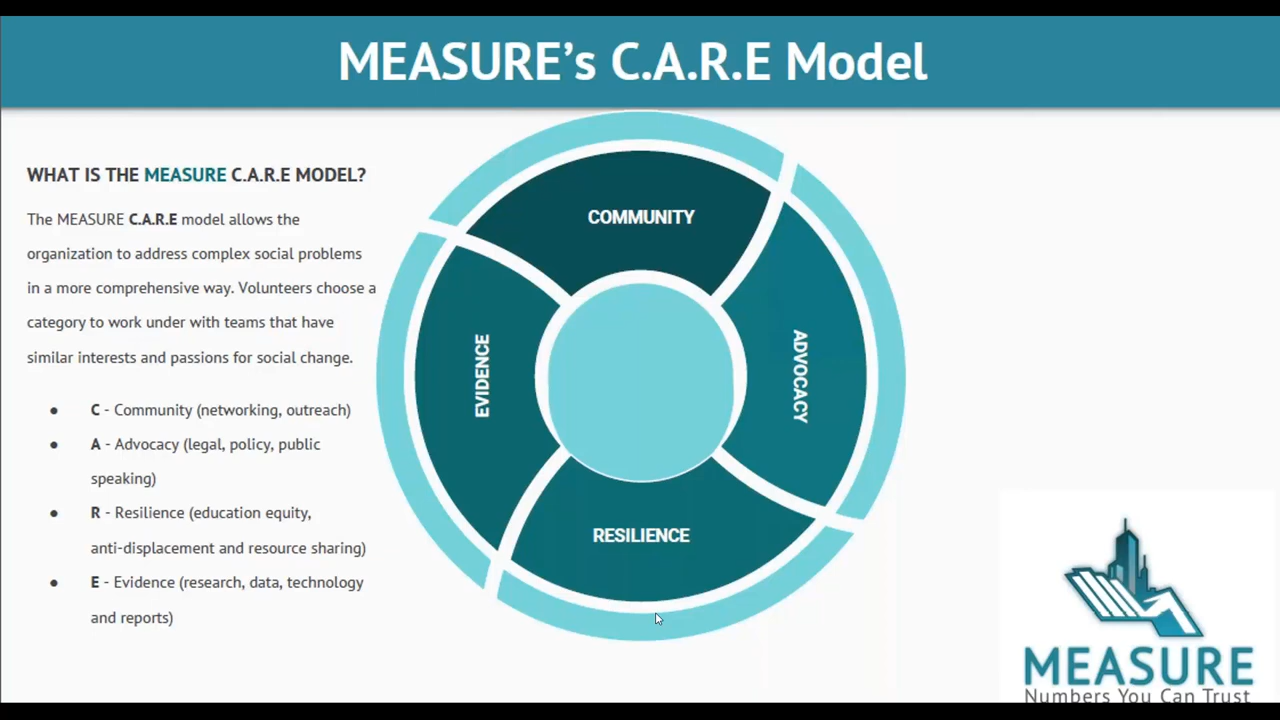 MEASURE’s C.A.R.E Model
WHAT IS THE MEASURE C.A.R.E MODEL?
The MEASURE C.A.R.E model allows the
organization to address complex social problems
in a more comprehensive way. Volunteers choose a
category to work under with teams that have
similar interests and passions for social change.
● C - Community (networking, outreach)
● A - Advocacy (legal, policy, public
speaking)
● R - Resilience (education equity,
anti-displacement and resource sharing)
● E - Evidence (research, data, technology
and reports)
COMMUNITY
ADVOCACY
RESILIENCE
EVIDENCE
MEASURE
Numbers You Can Trust